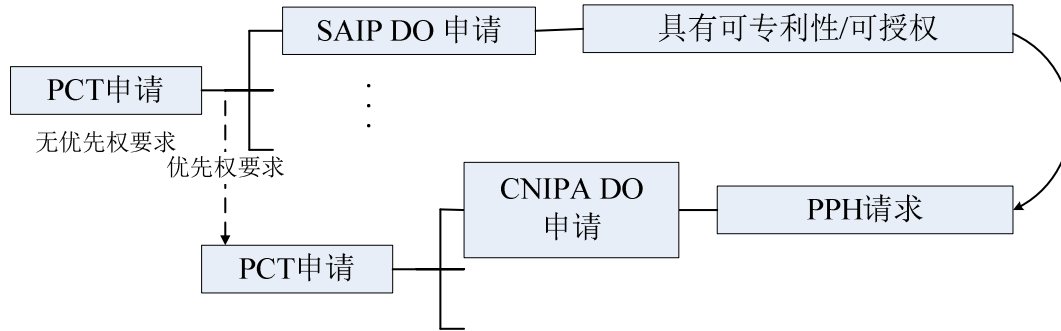 SAIP DO 申请
具有可专利性/可授权
PCT申请
无优先权要求
优先权要求
CNIPA DO
申请
PPH请求
PCT申请